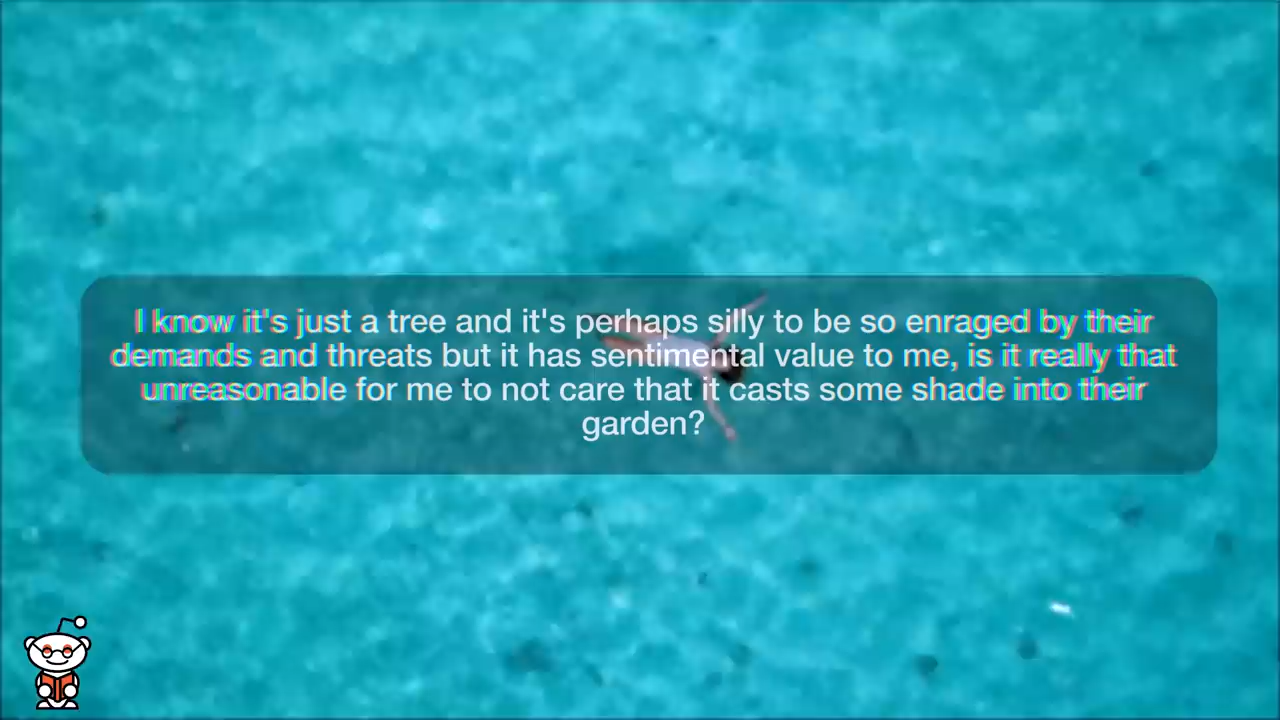 I know it's just a tree and it's perhaps silly to be so enraged by their
demands and threats but it has sentimental value to me, is it really that
unreasonable for me to not care that it casts some shade into their
garden?